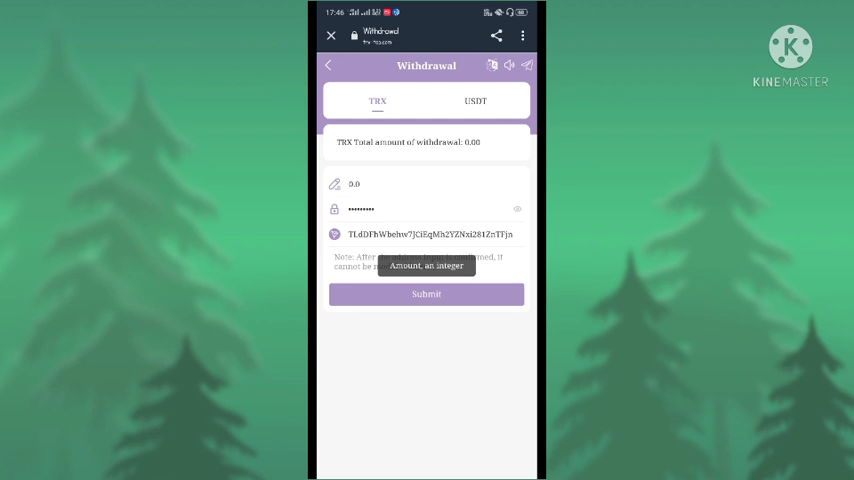 17:46
Withdrawal
Withdrawal
TRX USDT
TRX Total amount of withdrawal: 0.00
0.0
•••••••••
Note: After the
cannot be
Amount, an integer
Submit
K
KINEMASTER